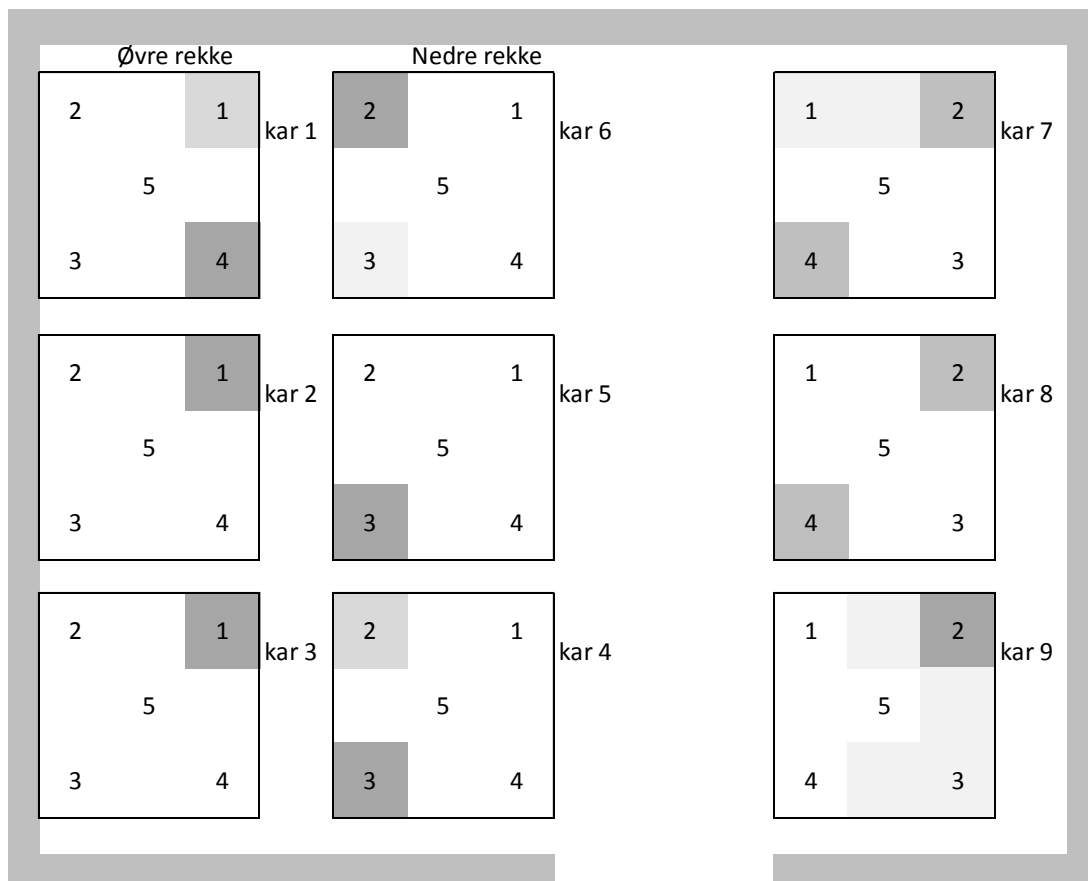 Øvre rekke Nedre rekke
2 1 2 1 1 2
kar 1 kar 6 kar 7
5 5 5
3 4 3 4 4 3
2 1 2 1 1 2
kar 2 kar 5 kar 8
5 5 5
3 4 3 4 4 3
2 1 2 1 1 2
kar 3 kar 4 kar 9
5 5 5
3 4 3 4 4 3